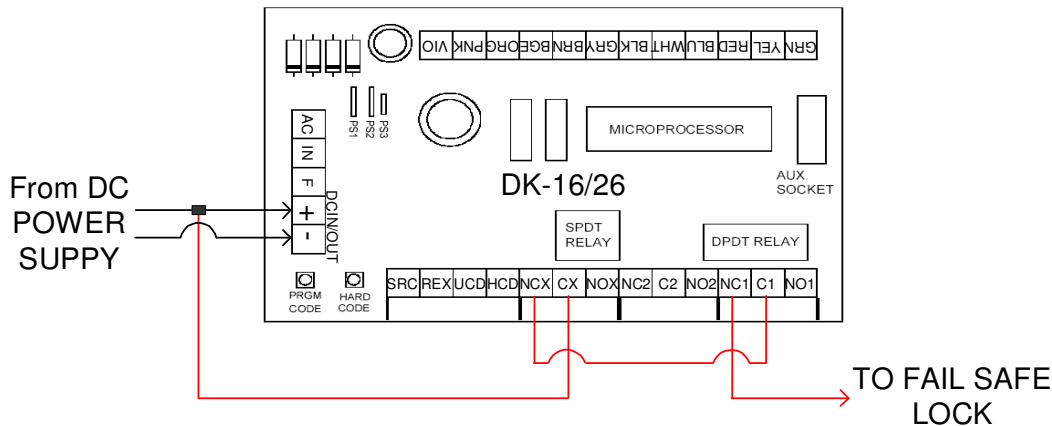 VIO PNK ORG BGE BRN GRY BLK WHT BLU RED YEL GRN
PS1 PS2 PS3
AC
IN
F
+
-
DCIN/OUT
MICROPROCESSOR
AUX.
SOCKET
DK-16/26
From DC
POWER
SUPPY
SPDT
RELAY
DPDT RELAY
PRGM
CODE
HARD
CODE
SRC REX UCD HCD NCX CX NOX NC2 C2 NO2 NC1 C1 NO1
TO FAIL SAFE
LOCK